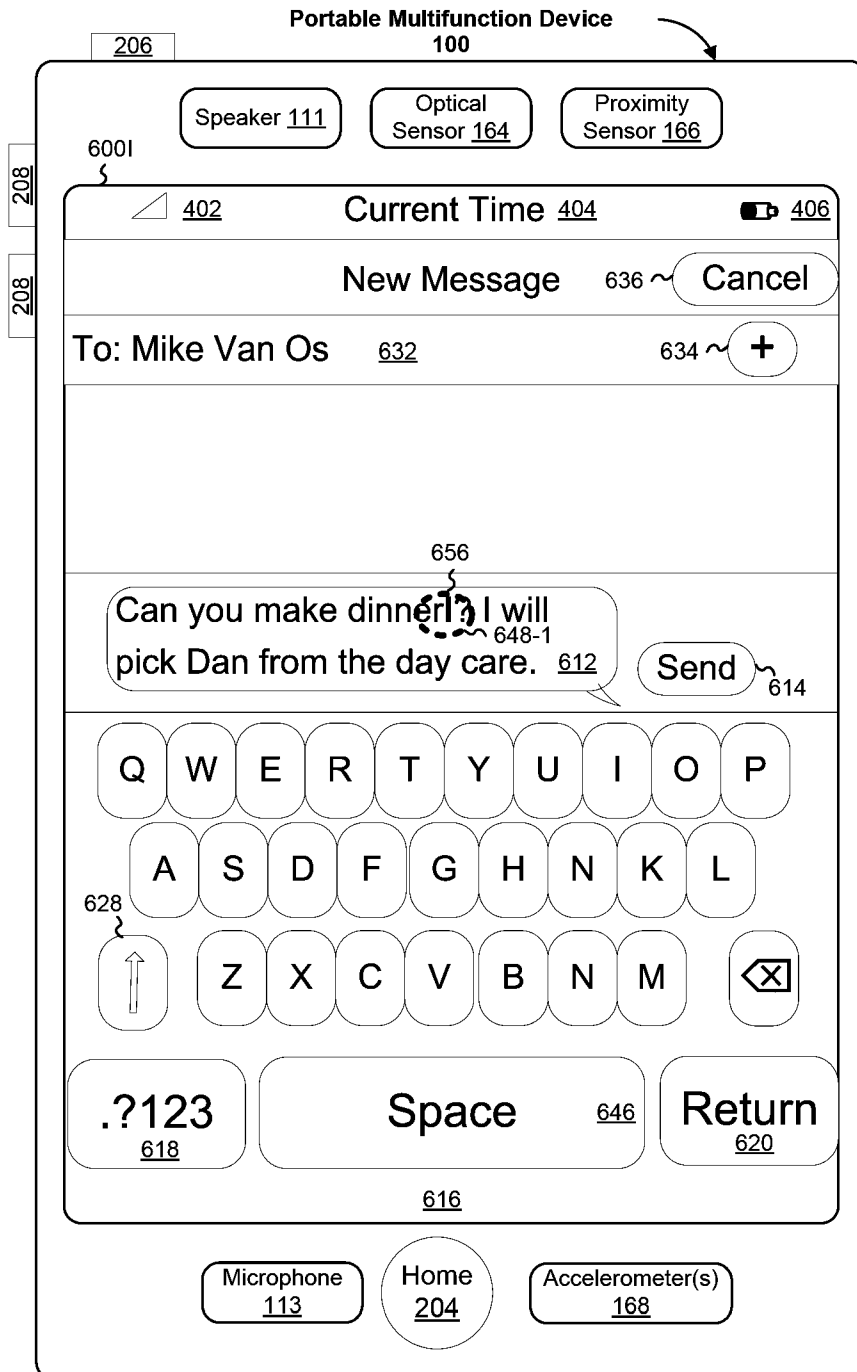 Portable Multifunction Device
100
206
Speaker 111
Optical
Sensor 164
Proximity
Sensor 166
208
600I
402 Current Time 404 406
208
New Message 636 Cancel
To: Mike Van Os 632 634 +
656
Can you make dinner? I will
648-1
pick Dan from the day care. 612 Send
614
Q W E R T Y U I O P
A S D F G H N K L
628
Z X C V B N M
.?123 Space 646 Return
618 620
616
Microphone
113
Home
204
Accelerometer(s)
168